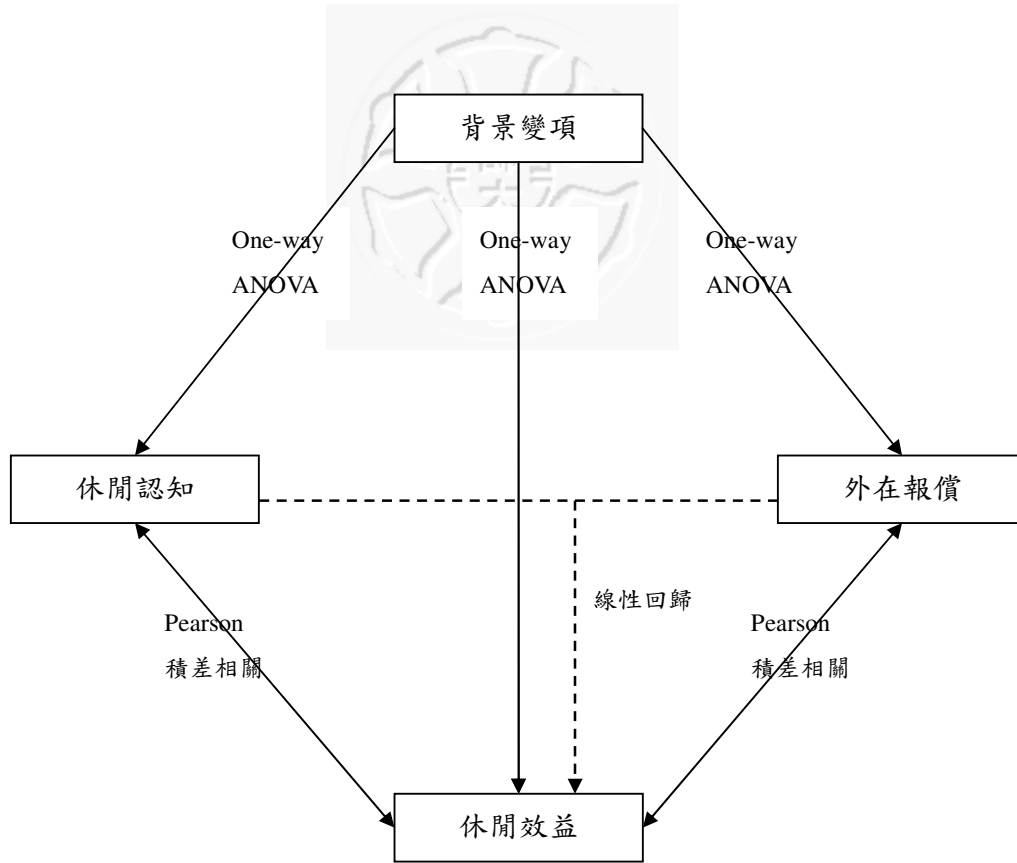 背景變項
One-way
ANOVA
One-way
ANOVA
One-way
ANOVA
休閒認知
外在報償
線性回歸
Pearson
積差相關
Pearson
積差相關
休閒效益